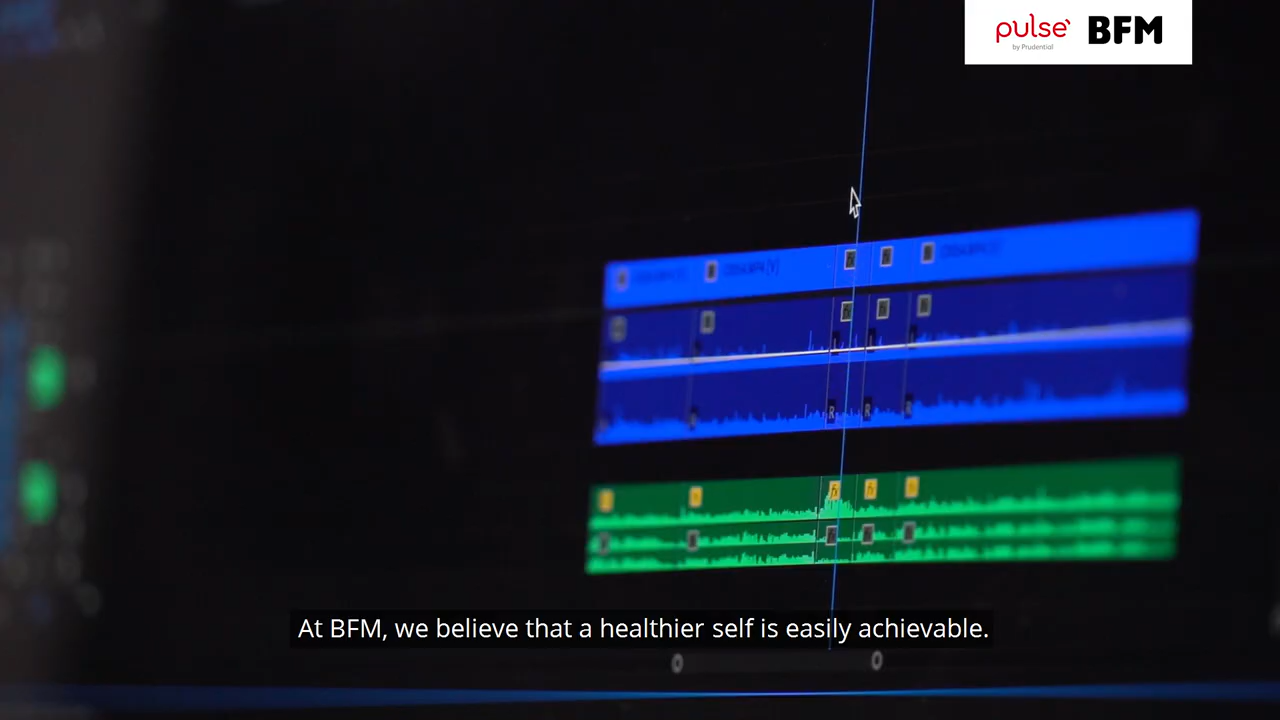 pulse
by Prudential
BFM
At BFM, we believe that a healthier self is easily achievable.